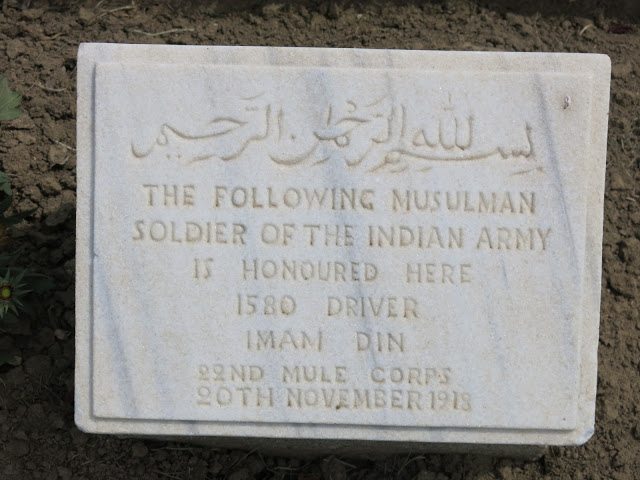 بسم الله الرحمن الرحيم
THE FOLLOWING MUSULMAN
SOLDIER OF THE INDIAN ARMY
IS HONOURED HERE
1580 DRIVER
IMAM DIN
22ND MULE CORPS
20TH NOVEMBER 1918